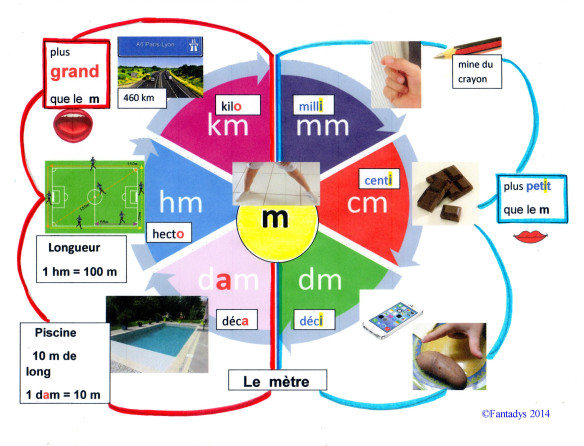 plus
grand
que le m
A5 Paris Lyon
460 km
kilo
km
milli
mm
mine du
crayon
hm
hecto
centi
cm
m
plus petit
que le m
Longueur
1 hm = 100 m
dam
déca
dm
déci
Piscine
10 m de
long
1 dam = 10 m
Le mètre
©Fantadys 2014